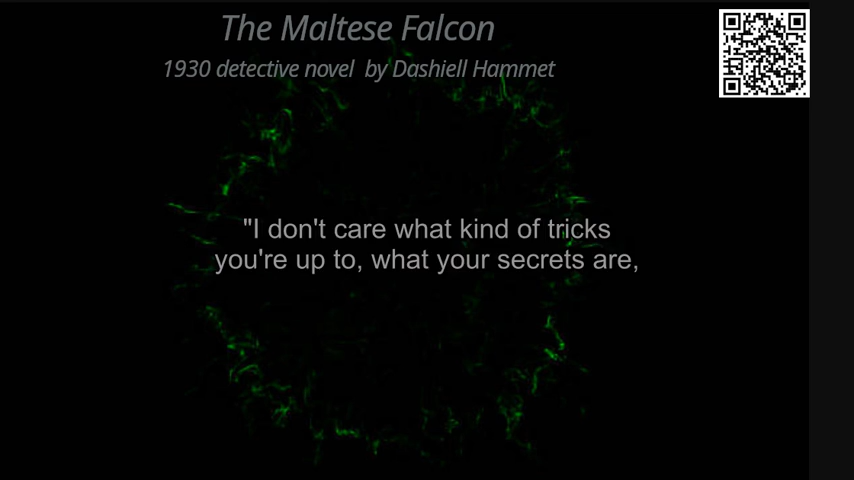 The Maltese Falcon
1930 detective novel by Dashiell Hammet
"I don't care what kind of tricks
you're up to, what your secrets are,